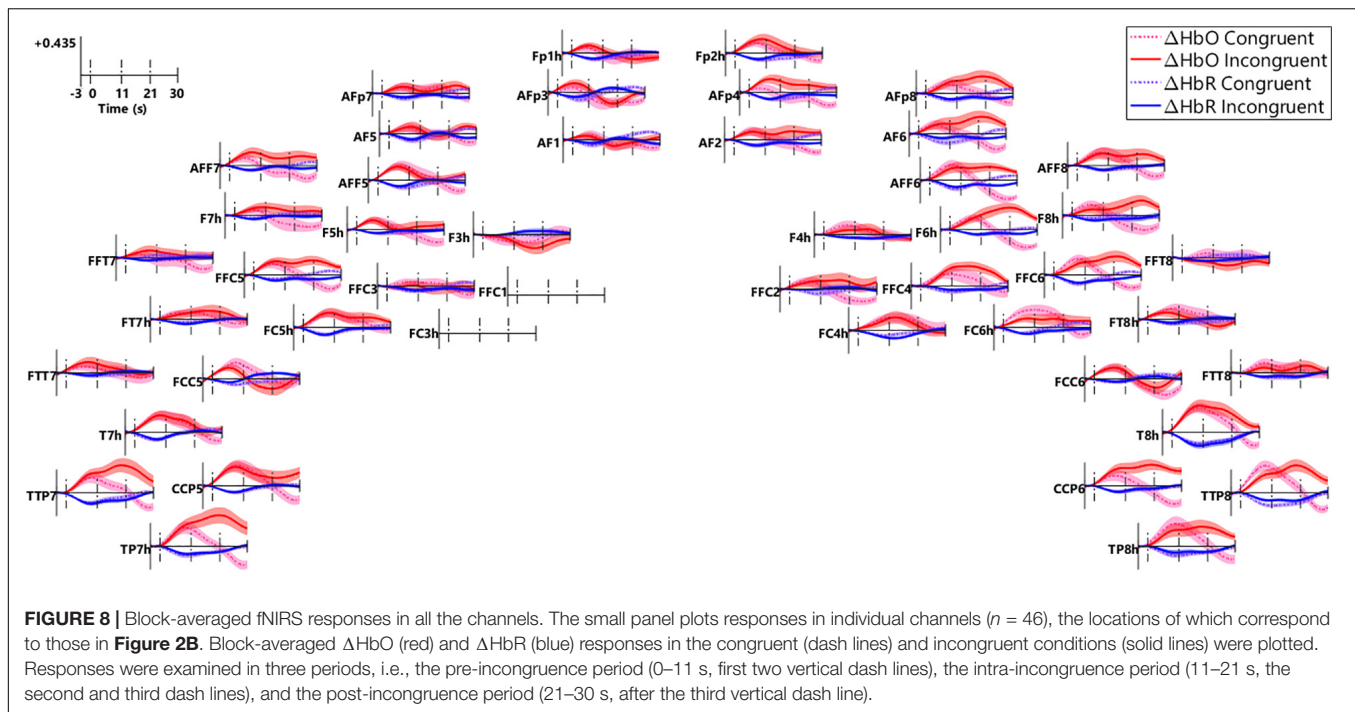 +0.435
-3 0 11 21 30
Time (s)
ΔHbO Congruent
ΔHbO Incongruent
ΔHbR Congruent
ΔHbR Incongruent
Fp1h
Fp2h
AFp7
AFp3
AFp4
AFp8
AF5
AF1
AF2
AF6
AFF7
AFF5
AFF6
AFF8
F7h
F5h
F3h
F4h
F6h
F8h
FFT7
FFC5
FFC3
FFC1
FFC2
FFC4
FFC6
FFT8
FT7h
FC5h
FC3h
FC4h
FC6h
FT8h
FTT7
FCC5
FCC6
FTT8
T7h
T8h
TTP7
CCP5
CCP6
TTP8
TP7h
TP8h
FIGURE 8 | Block-averaged fNIRS responses in all the channels. The small panel plots responses in individual channels (n = 46), the locations of which correspond
to those in Figure 2B. Block-averaged ΔHbO (red) and ΔHbR (blue) responses in the congruent (dash lines) and incongruent conditions (solid lines) were plotted.
Responses were examined in three periods, i.e., the pre-incongruence period (0–11 s, first two vertical dash lines), the intra-incongruence period (11–21 s, the
second and third dash lines), and the post-incongruence period (21–30 s, after the third vertical dash line).